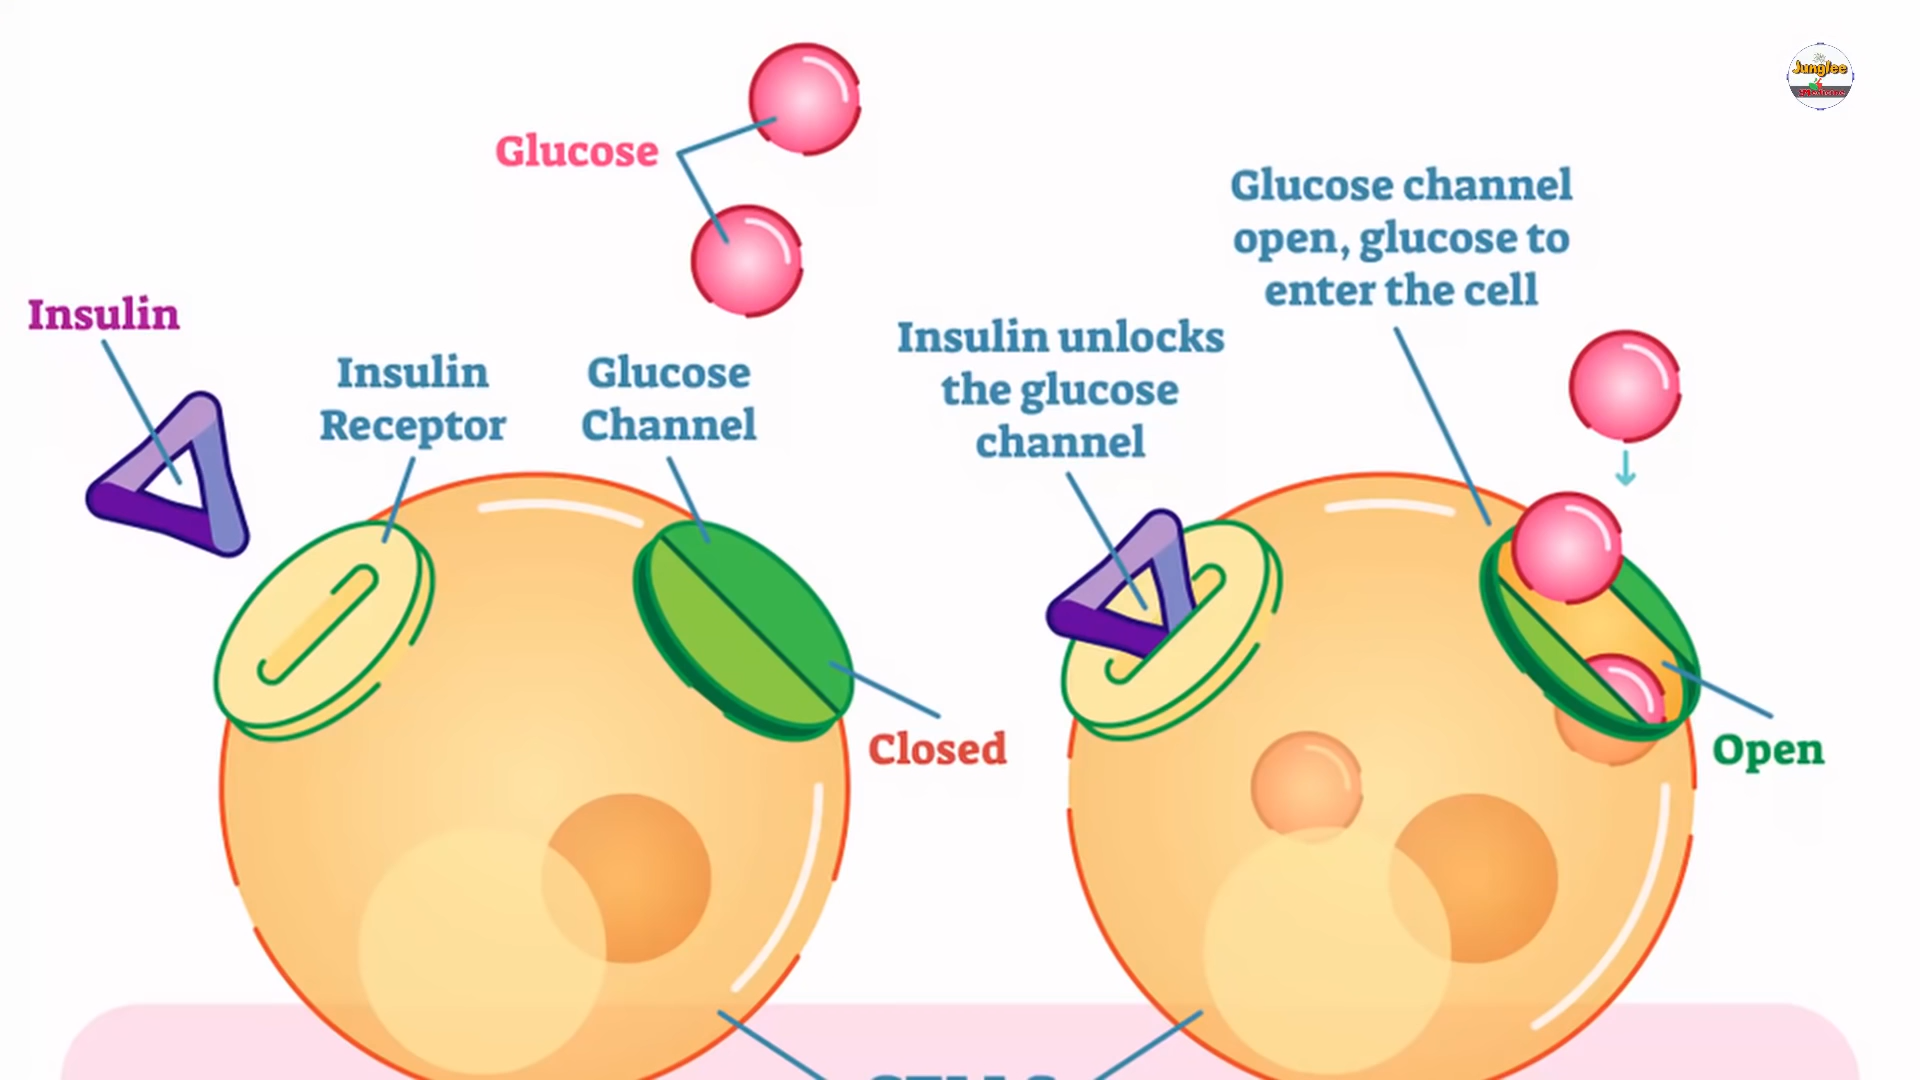 Junglee
Glucose
Glucose channel
open, glucose to
enter the cell
Insulin
Insulin unlocks
the glucose
channel
Insulin
Receptor
Glucose
Channel
Closed
Open